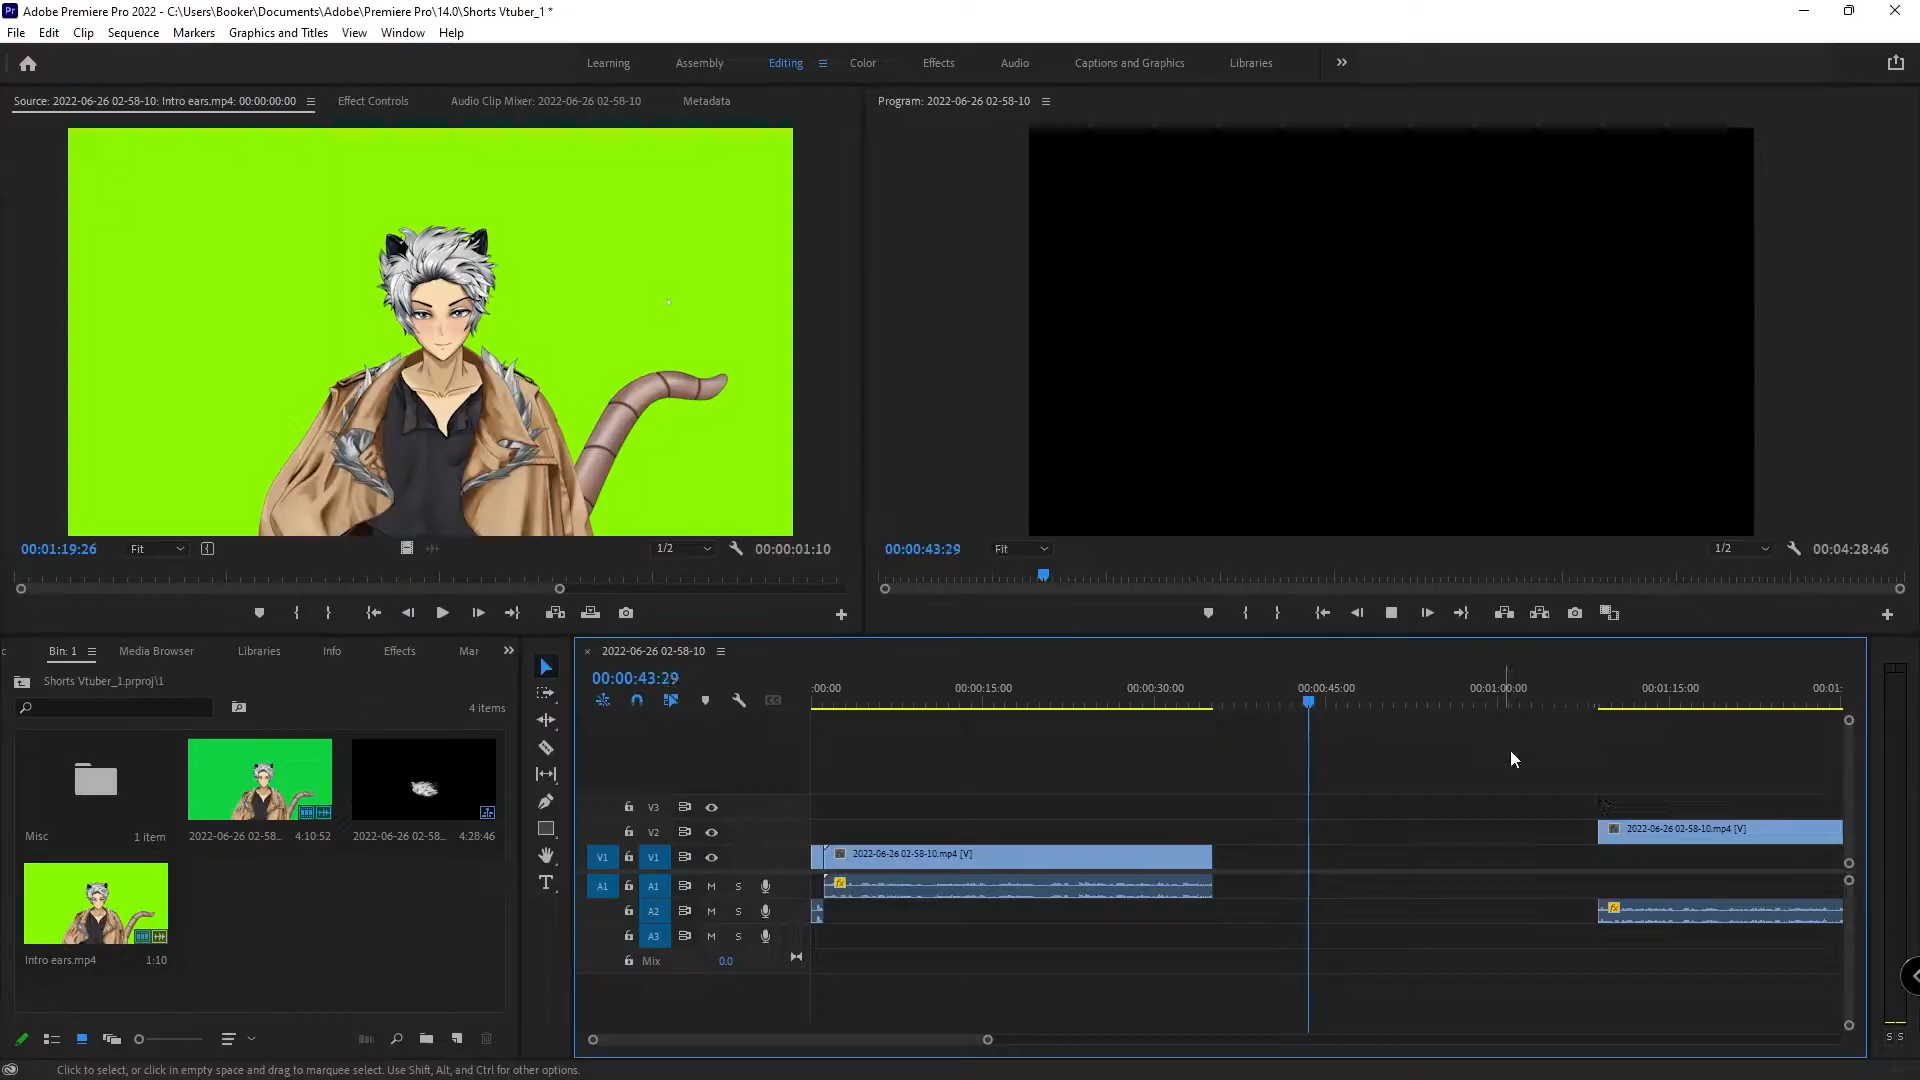 Pr Adobe Premiere Pro 2022 - C:\Users\Booker\Documents\Adobe\Premiere Pro\14.0\Shorts Vtuber_1 *
File Edit Clip Sequence Markers Graphics and Titles View Window Help
Learning Assembly Editing Color Effects Audio Captions and Graphics Libraries
Source: 2022-06-26 02-58-10: Intro ears.mp4: 00:00:00:00 Effect Controls Audio Clip Mixer: 2022-06-26 02-58-10 Metadata
Program: 2022-06-26 02-58-10
00:01:19:26 Fit 1/2 00:00:01:10
00:00:43:29 Fit 1/2 00:04:28:46
c Bin: 1 Media Browser Libraries Info Effects Mar
Shorts Vtuber_1.prproj\1
4 items
Misc 1 item
2022-06-26 02-58... 4:10:52
2022-06-26 02-58... 4:28:46
Intro ears.mp4 1:10
× 2022-06-26 02-58-10
00:00:43:29
:00:00 00:00:15:00 00:00:30:00 00:00:45:00 00:01:00:00 00:01:15:00 00:01:
V3
V2
2022-06-26 02-58-10.mp4 [V]
V1 V1
2022-06-26 02-58-10.mp4 [V]
A1 A1 M S
fx
A2 M S
fx
A3 M S
Mix 0.0
S S
Click to select, or click in empty space and drag to marquee select. Use Shift, Alt, and Ctrl for other options.